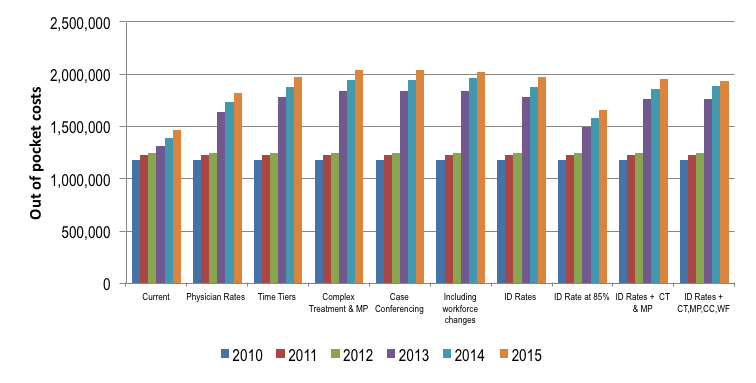 Out of pocket costs
2,500,000
2,000,000
1,500,000
1,000,000
500,000
0
Current
Physician Rates
Time Tiers
Complex
Treatment & MP
Case
Conferencing
Including
workforce
changes
ID Rates
ID Rate at 85%
ID Rates + CT
& MP
ID Rates +
CT,MP,CC,WF
2010 2011 2012 2013 2014 2015